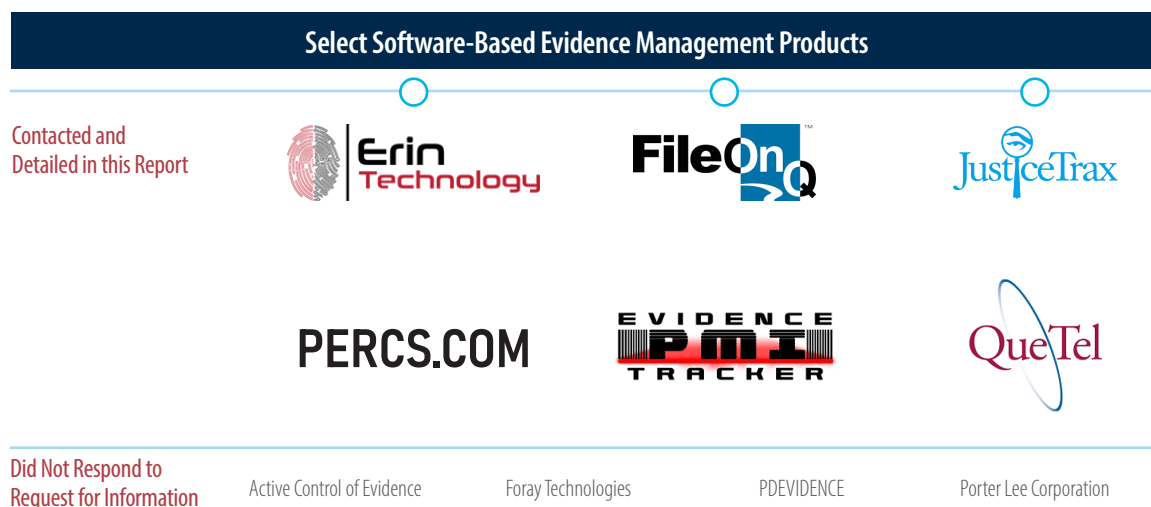 Select Software-Based Evidence Management Products
Contacted and
Detailed in this Report
Erin
Technology
FileOnQ
TM
JusticeTrax
PERCS.COM
EVIDENCE
PMI
TRACKER
QueTel
Did Not Respond to
Request for Information
Active Control of Evidence
Foray Technologies
PDEVIDENCE
Porter Lee Corporation